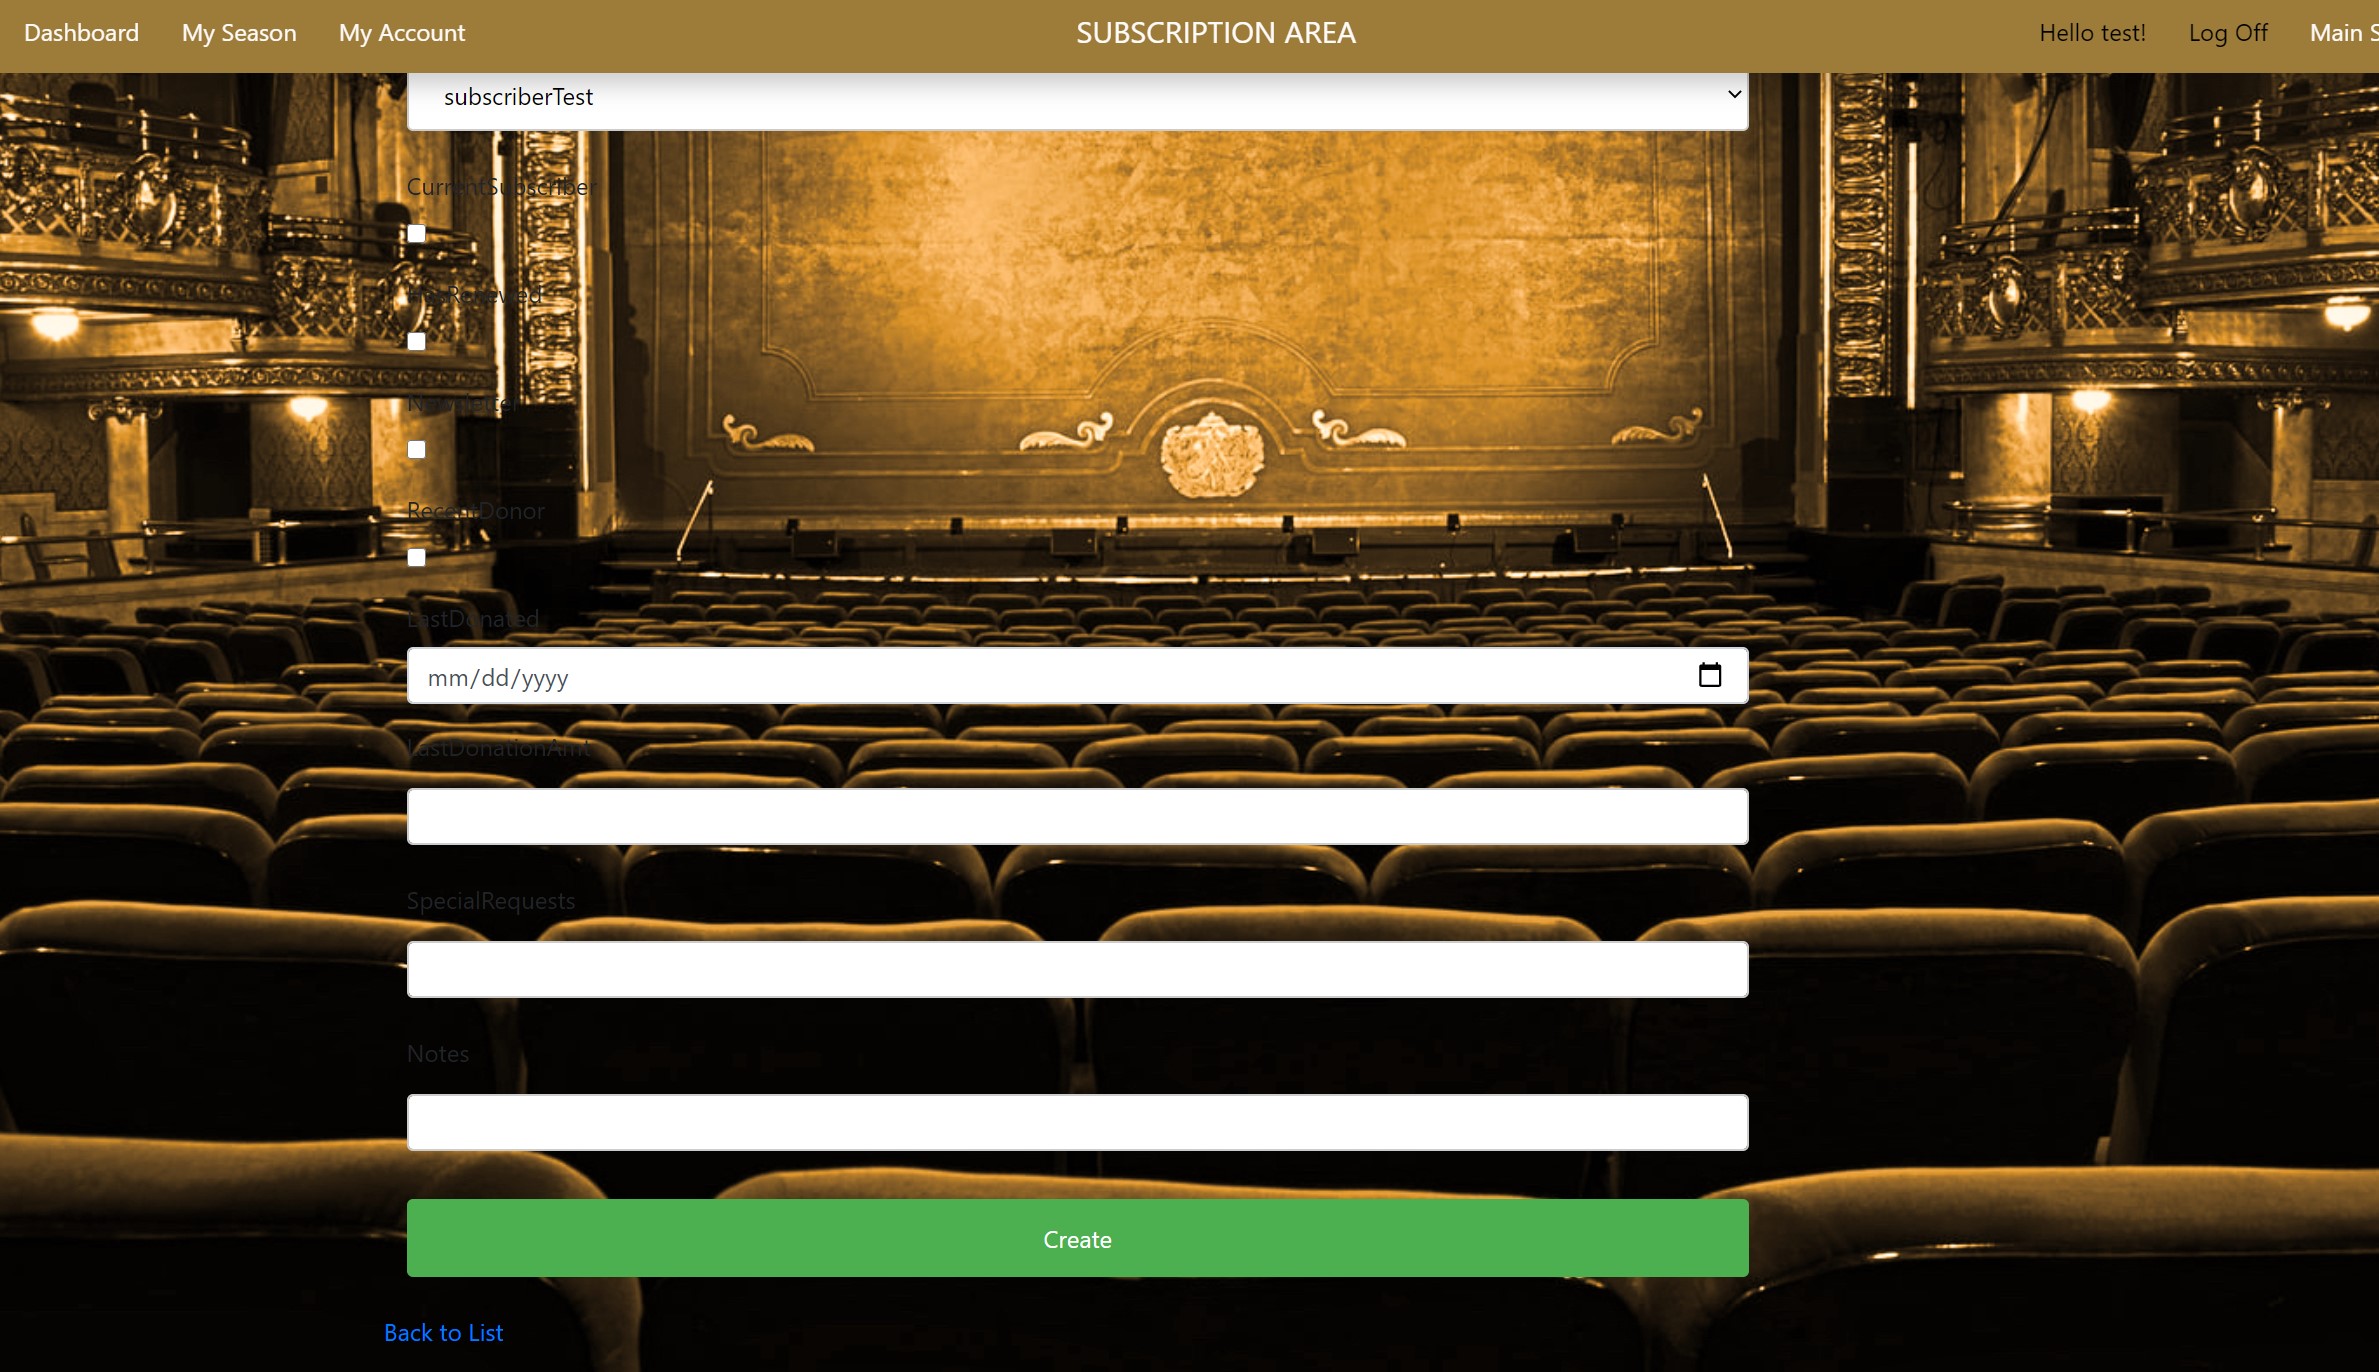 Dashboard My Season My Account SUBSCRIPTION AREA Hello test! Log Off Main S
subscriberTest
CurrentSubscriber
HasRenewed
Newsletter
RecentDonor
LastDonated
mm/dd/yyyy
LastDonationAmt
SpecialRequests
Notes
Create
Back to List